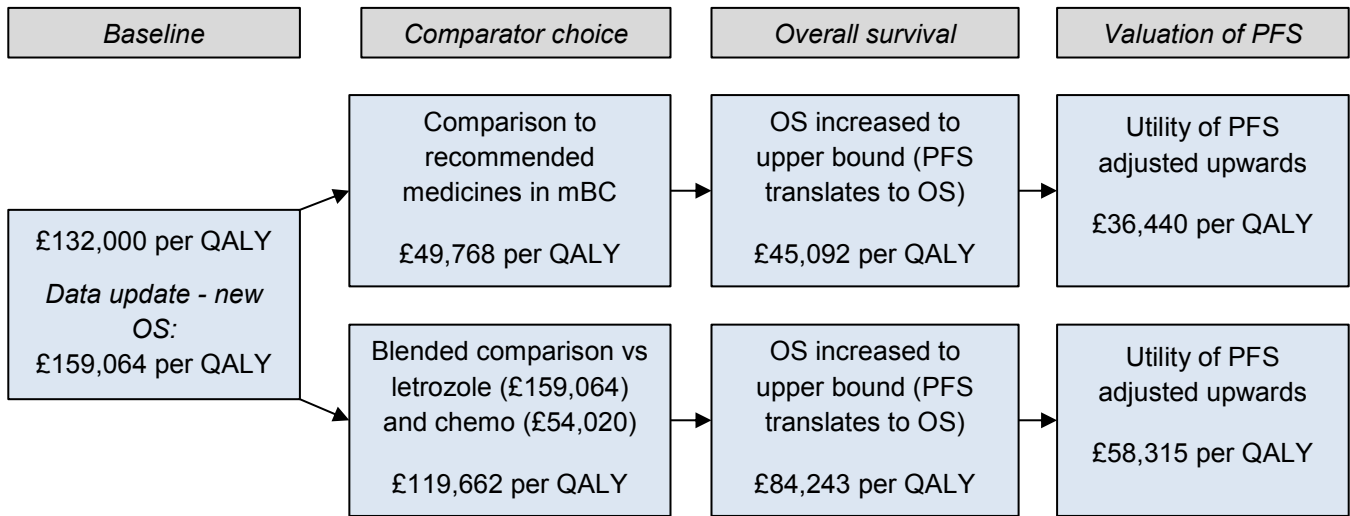 Baseline
Comparator choice
Overall survival
Valuation of PFS
£132,000 per QALY
Data update - new
OS:
£159,064 per QALY
Comparison to
recommended
medicines in mBC
£49,768 per QALY
OS increased to
upper bound (PFS
translates to OS)
£45,092 per QALY
Utility of PFS
adjusted upwards
£36,440 per QALY
Blended comparison vs
letrozole (£159,064)
and chemo (£54,020)
£119,662 per QALY
OS increased to
upper bound (PFS
translates to OS)
£84,243 per QALY
Utility of PFS
adjusted upwards
£58,315 per QALY